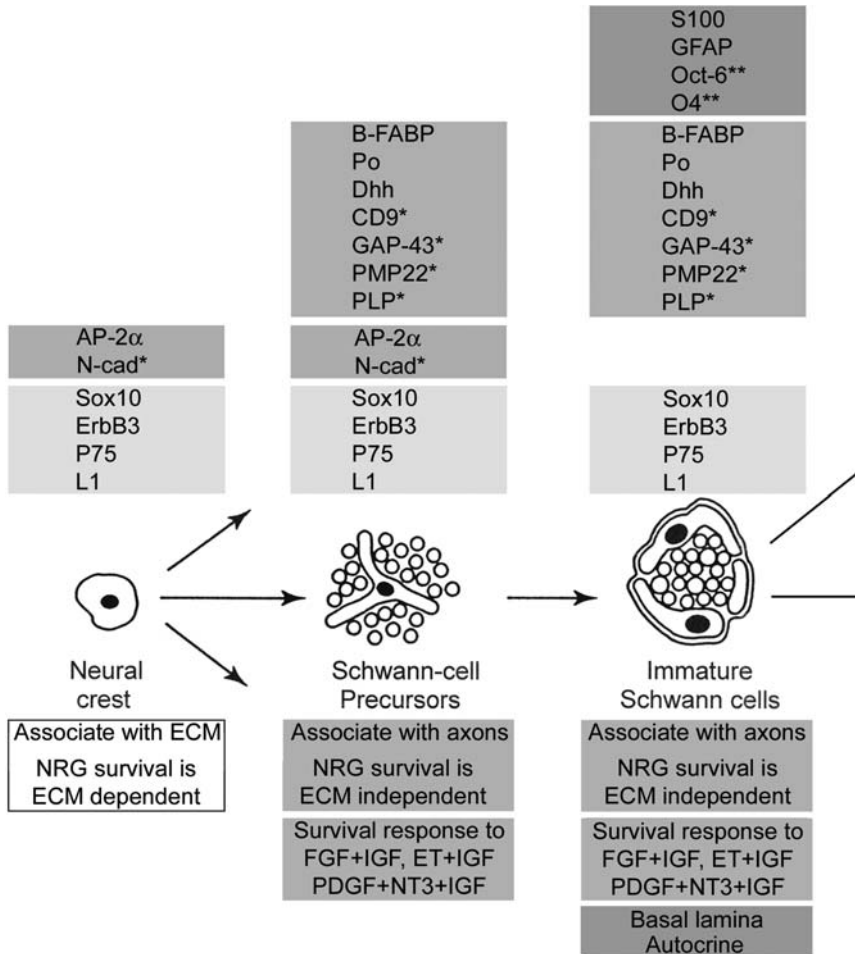 S100
GFAP
Oct-6**
O4**
B-FABP
Po
Dhh
CD9*
GAP-43*
PMP22*
PLP*
B-FABP
Po
Dhh
CD9*
GAP-43*
PMP22*
PLP*
AP-2α
N-cad*
AP-2α
N-cad*
Sox10
ErbB3
P75
L1
Sox10
ErbB3
P75
L1
Sox10
ErbB3
P75
L1
Neural
crest
Schwann-cell
Precursors
Immature
Schwann cells
Associate with ECM
NRG survival is
ECM dependent
Associate with axons
NRG survival is
ECM independent
Survival response to
FGF+IGF, ET+IGF
PDGF+NT3+IGF
Associate with axons
NRG survival is
ECM independent
Survival response to
FGF+IGF, ET+IGF
PDGF+NT3+IGF
Basal lamina
Autocrine